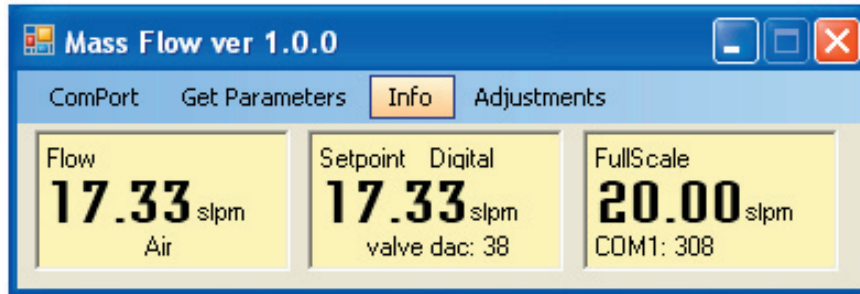 Mass Flow ver 1.0.0
ComPort Get Parameters Info Adjustments
Flow
17.33 slpm
Air
Setpoint Digital
17.33 slpm
valve dac: 38
FullScale
20.00 slpm
COM1: 308